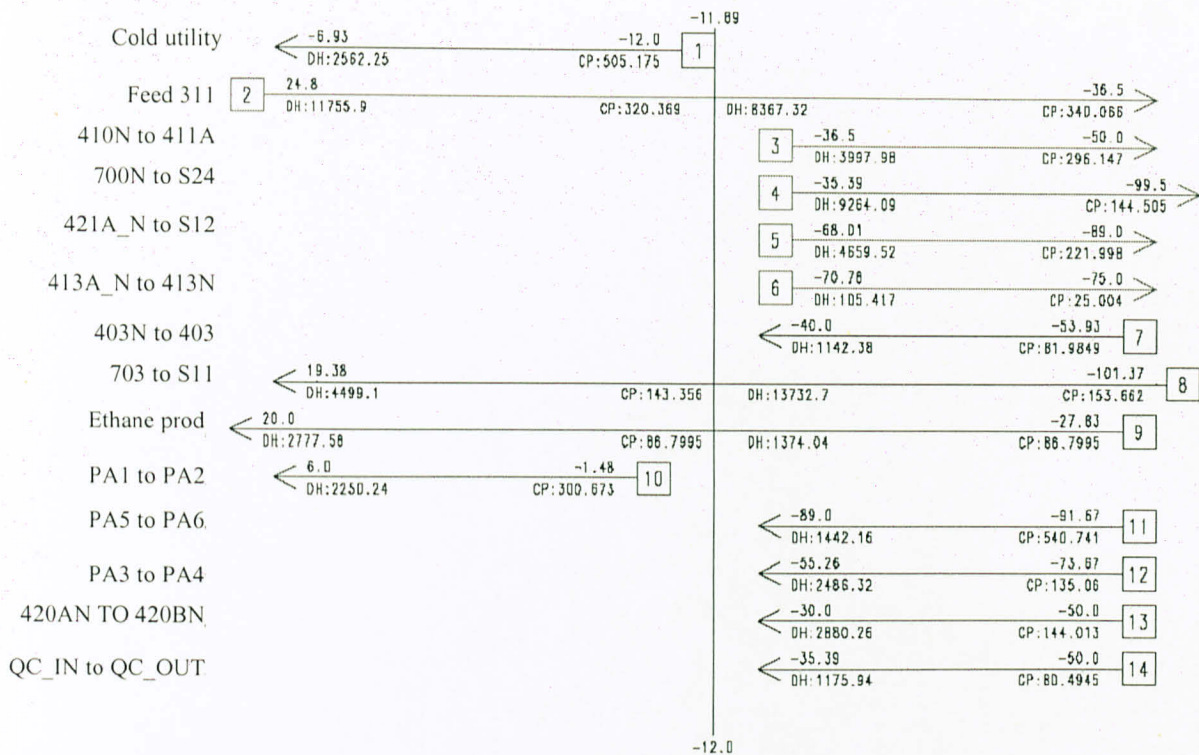 -11.89
Cold utility -6.93 -12.0 1
DH:2562.25 CP:505.175
Feed 311 2 24.8 -36.5
DH:11755.9 CP:320.369 DH:8367.32 CP:340.066
410N to 411A 3 -36.5 -50.0
DH:3997.98 CP:296.147
700N to S24 4 -35.39 -99.5
DH:9264.09 CP:144.505
421A_N to S12 5 -68.01 -89.0
DH:4659.52 CP:221.998
413A_N to 413N 6 -70.78 -75.0
DH:105.417 CP:25.004
403N to 403 -40.0 -53.93 7
DH:1142.38 CP:81.9849
703 to S11 19.38 -101.37 8
DH:4499.1 CP:143.356 DH:13732.7 CP:153.662
Ethane prod 20.0 -27.83 9
DH:2777.58 CP:86.7995 DH:1374.04 CP:86.7995
PA1 to PA2 6.0 -1.48 10
DH:2250.24 CP:300.673
PA5 to PA6 -89.0 -91.67 11
DH:1442.16 CP:540.741
PA3 to PA4 -55.26 -73.67 12
DH:2486.32 CP:135.06
420AN TO 420BN -30.0 -50.0 13
DH:2880.26 CP:144.013
QC_IN to QC_OUT -35.39 -50.0 14
DH:1175.94 CP:80.4945
-12.0